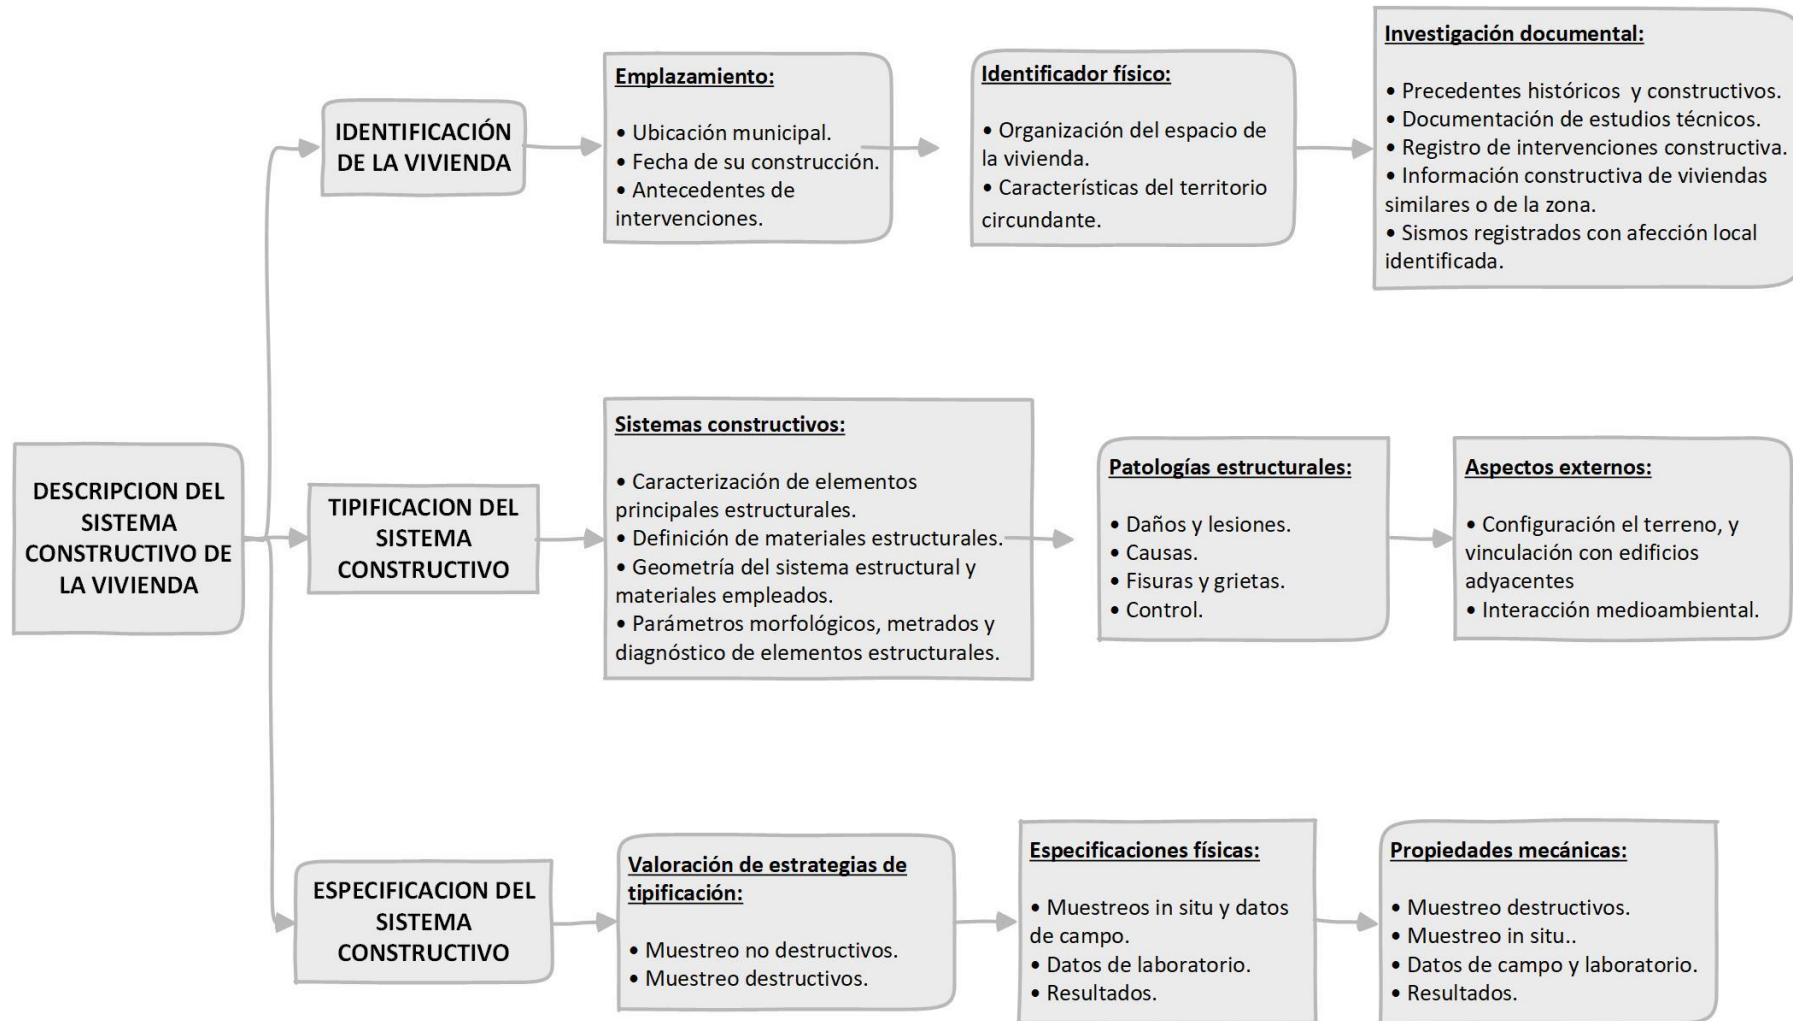 DESCRIPCION DEL
SISTEMA
CONSTRUCTIVO DE
LA VIVIENDA
IDENTIFICACIÓN
DE LA VIVIENDA
Emplazamiento:
• Ubicación municipal.
• Fecha de su construcción.
• Antecedentes de
intervenciones.
Identificador físico:
• Organización del espacio de
la vivienda.
• Características del territorio
circundante.
Investigación documental:
• Precedentes históricos  y constructivos.
• Documentación de estudios técnicos.
• Registro de intervenciones constructiva.
• Información constructiva de viviendas
similares o de la zona.
• Sismos registrados con afección local
identificada.
TIPIFICACION DEL
SISTEMA
CONSTRUCTIVO
Sistemas constructivos:
• Caracterización de elementos
principales estructurales.
• Definición de materiales estructurales.
• Geometría del sistema estructural y
materiales empleados.
• Parámetros morfológicos, metrados y
diagnóstico de elementos estructurales.
Patologías estructurales:
• Daños y lesiones.
• Causas.
• Fisuras y grietas.
• Control.
Aspectos externos:
• Configuración el terreno, y
vinculación con edificios
adyacentes
• Interacción medioambiental.
ESPECIFICACION DEL
SISTEMA
CONSTRUCTIVO
Valoración de estrategias de
tipificación:
• Muestreo no destructivos.
• Muestreo destructivos.
Especificaciones físicas:
• Muestreos in situ y datos
de campo.
• Datos de laboratorio.
• Resultados.
Propiedades mecánicas:
• Muestreo destructivos.
• Muestreo in situ..
• Datos de campo y laboratorio.
• Resultados.